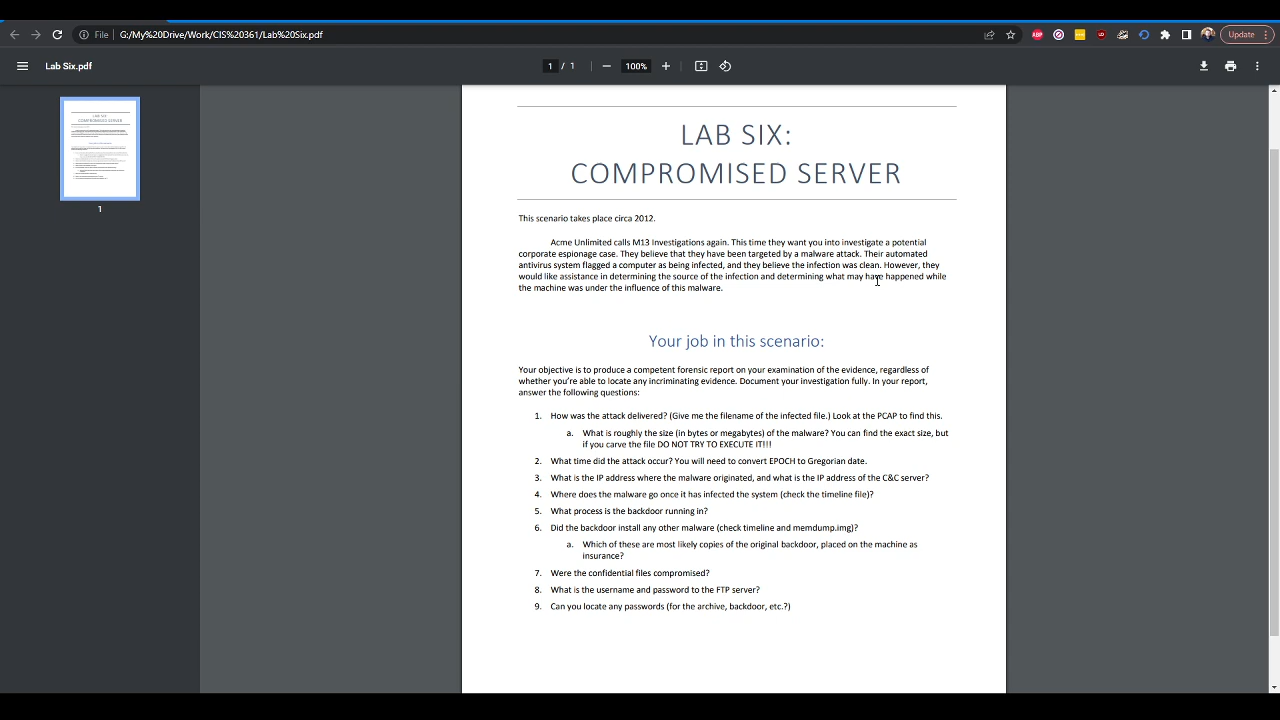 File G:/My%20Drive/Work/CIS%20361/Lab%20Six.pdf
Update
Lab Six.pdf
1 / 1
100%
1
LAB SIX:
COMPROMISED SERVER
This scenario takes place circa 2012.
Acme Unlimited calls M13 Investigations again. This time they want you into investigate a potential
corporate espionage case. They believe that they have been targeted by a malware attack. Their automated
antivirus system flagged a computer as being infected, and they believe the infection was clean. However, they
would like assistance in determining the source of the infection and determining what may have happened while
the machine was under the influence of this malware.
Your job in this scenario:
Your objective is to produce a competent forensic report on your examination of the evidence, regardless of
whether you're able to locate any incriminating evidence. Document your investigation fully. In your report,
answer the following questions:
1. How was the attack delivered? (Give me the filename of the infected file.) Look at the PCAP to find this.
a. What is roughly the size (in bytes or megabytes) of the malware? You can find the exact size, but
if you carve the file DO NOT TRY TO EXECUTE IT!!!
2. What time did the attack occur? You will need to convert EPOCH to Gregorian date.
3. What is the IP address where the malware originated, and what is the IP address of the C&C server?
4. Where does the malware go once it has infected the system (check the timeline file)?
5. What process is the backdoor running in?
6. Did the backdoor install any other malware (check timeline and memdump.img)?
a. Which of these are most likely copies of the original backdoor, placed on the machine as
insurance?
7. Were the confidential files compromised?
8. What is the username and password to the FTP server?
9. Can you locate any passwords (for the archive, backdoor, etc.?)